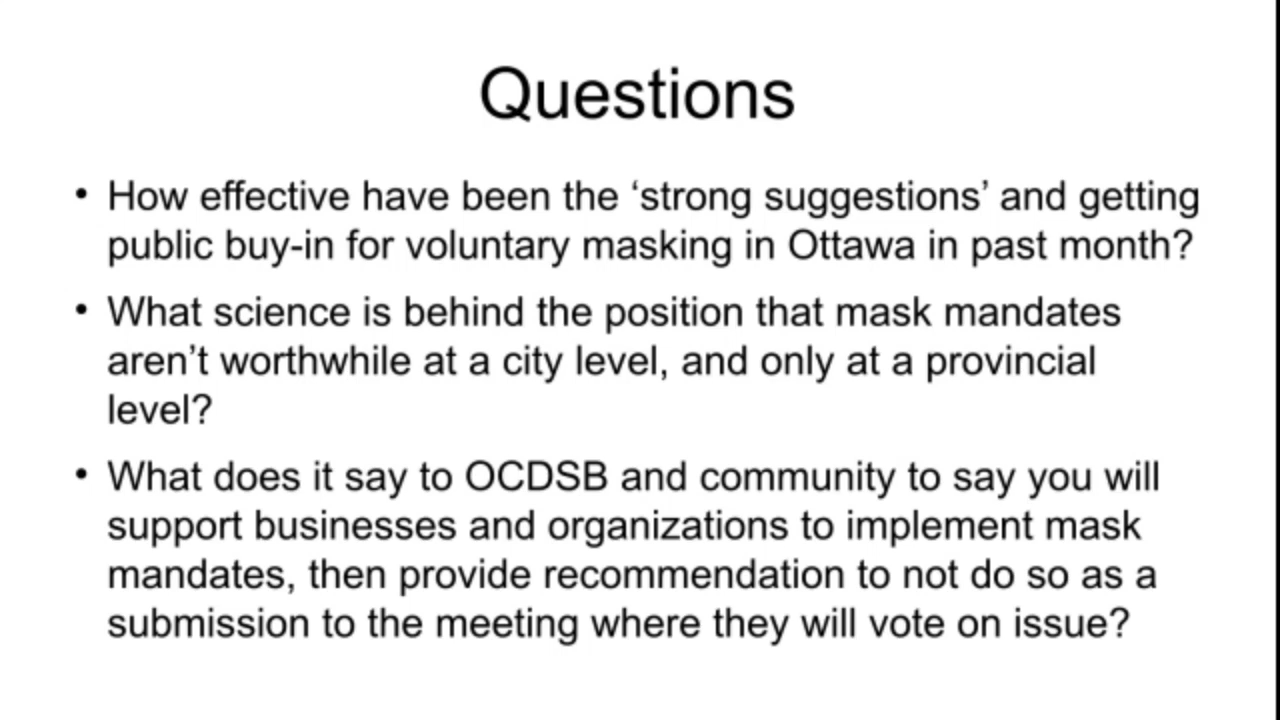 Questions
• How effective have been the ‘strong suggestions’ and getting
public buy-in for voluntary masking in Ottawa in past month?
• What science is behind the position that mask mandates
aren’t worthwhile at a city level, and only at a provincial
level?
• What does it say to OCDSB and community to say you will
support businesses and organizations to implement mask
mandates, then provide recommendation to not do so as a
submission to the meeting where they will vote on issue?